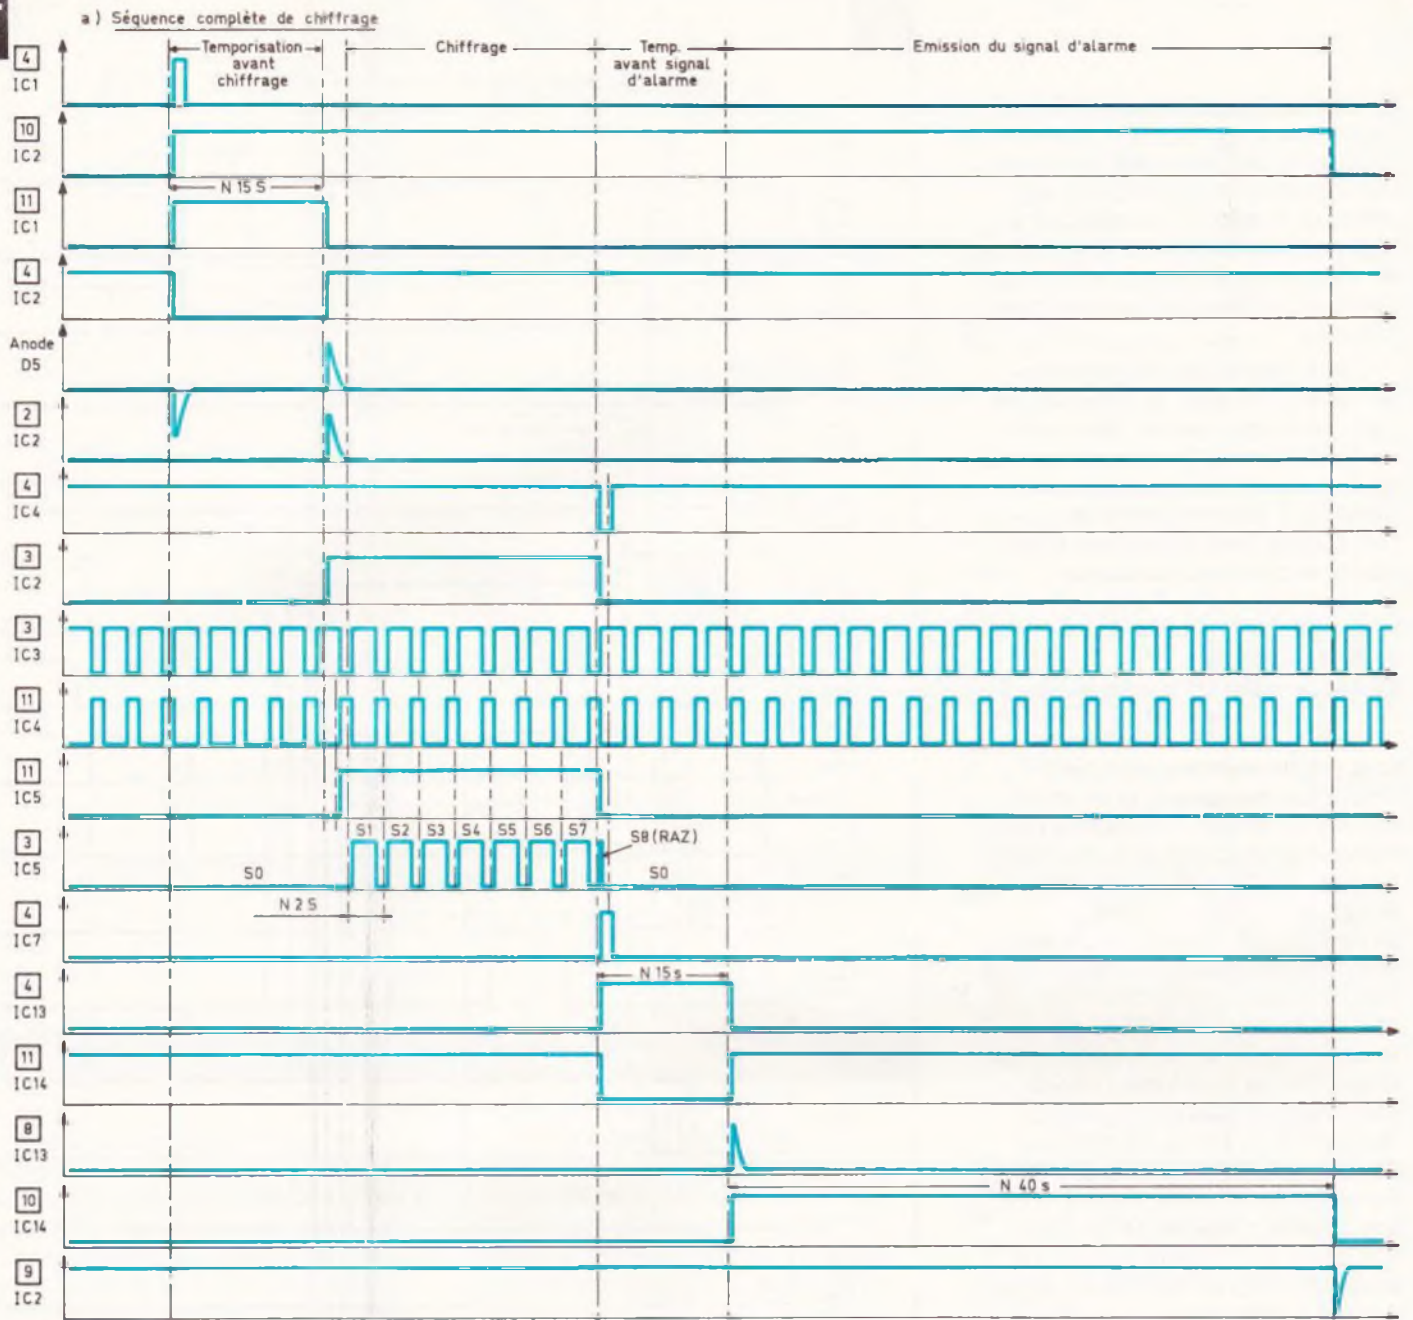 a) Séquence complète de chiffrage
Temporisation avant chiffrage
Chiffrage
Temp. avant signal d'alarme
Emission du signal d'alarme
4
IC1
10
IC2
N 15 S
11
IC1
4
IC2
Anode
D5
2
IC2
4
IC4
3
IC2
3
IC3
11
IC4
11
IC5
S1 S2 S3 S4 S5 S6 S7
S8 (RAZ)
3
IC5
S0
S0
N 2 S
4
IC7
N 15 s
4
IC13
11
IC14
8
IC13
N 40 s
10
IC14
9
IC2